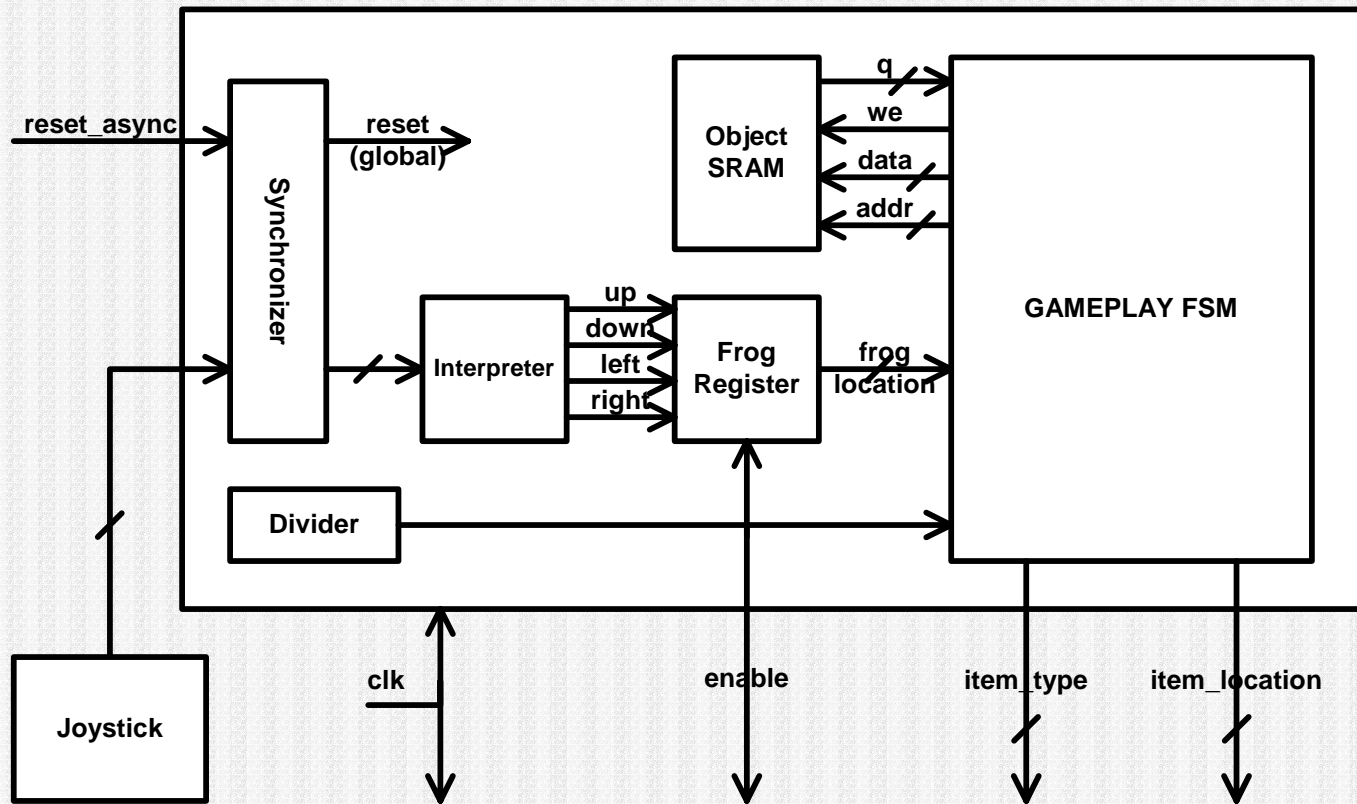 reset_async
Synchronizer
reset
(global)
Object
SRAM
q
we
data
addr
GAMEPLAY FSM
Interpreter
up
down
left
right
Frog
Register
frog
location
Divider
Joystick
clk
enable
item_type
item_location